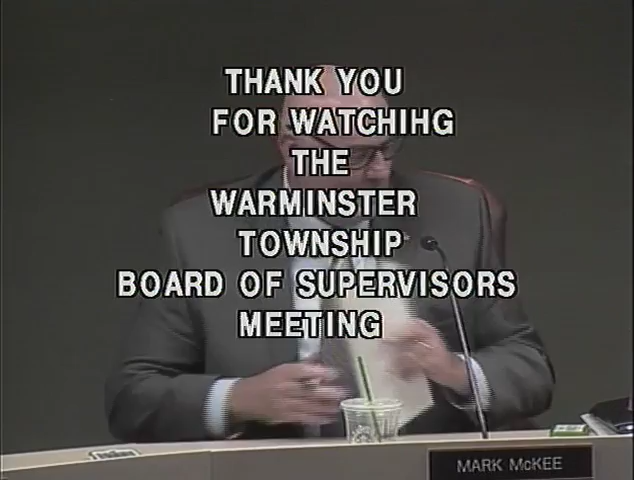 THANK YOU
FOR WATCHIHG
THE
WARMINSTER
TOWNSHIP
BOARD OF SUPERVISORS
MEETING
MARK McKEE